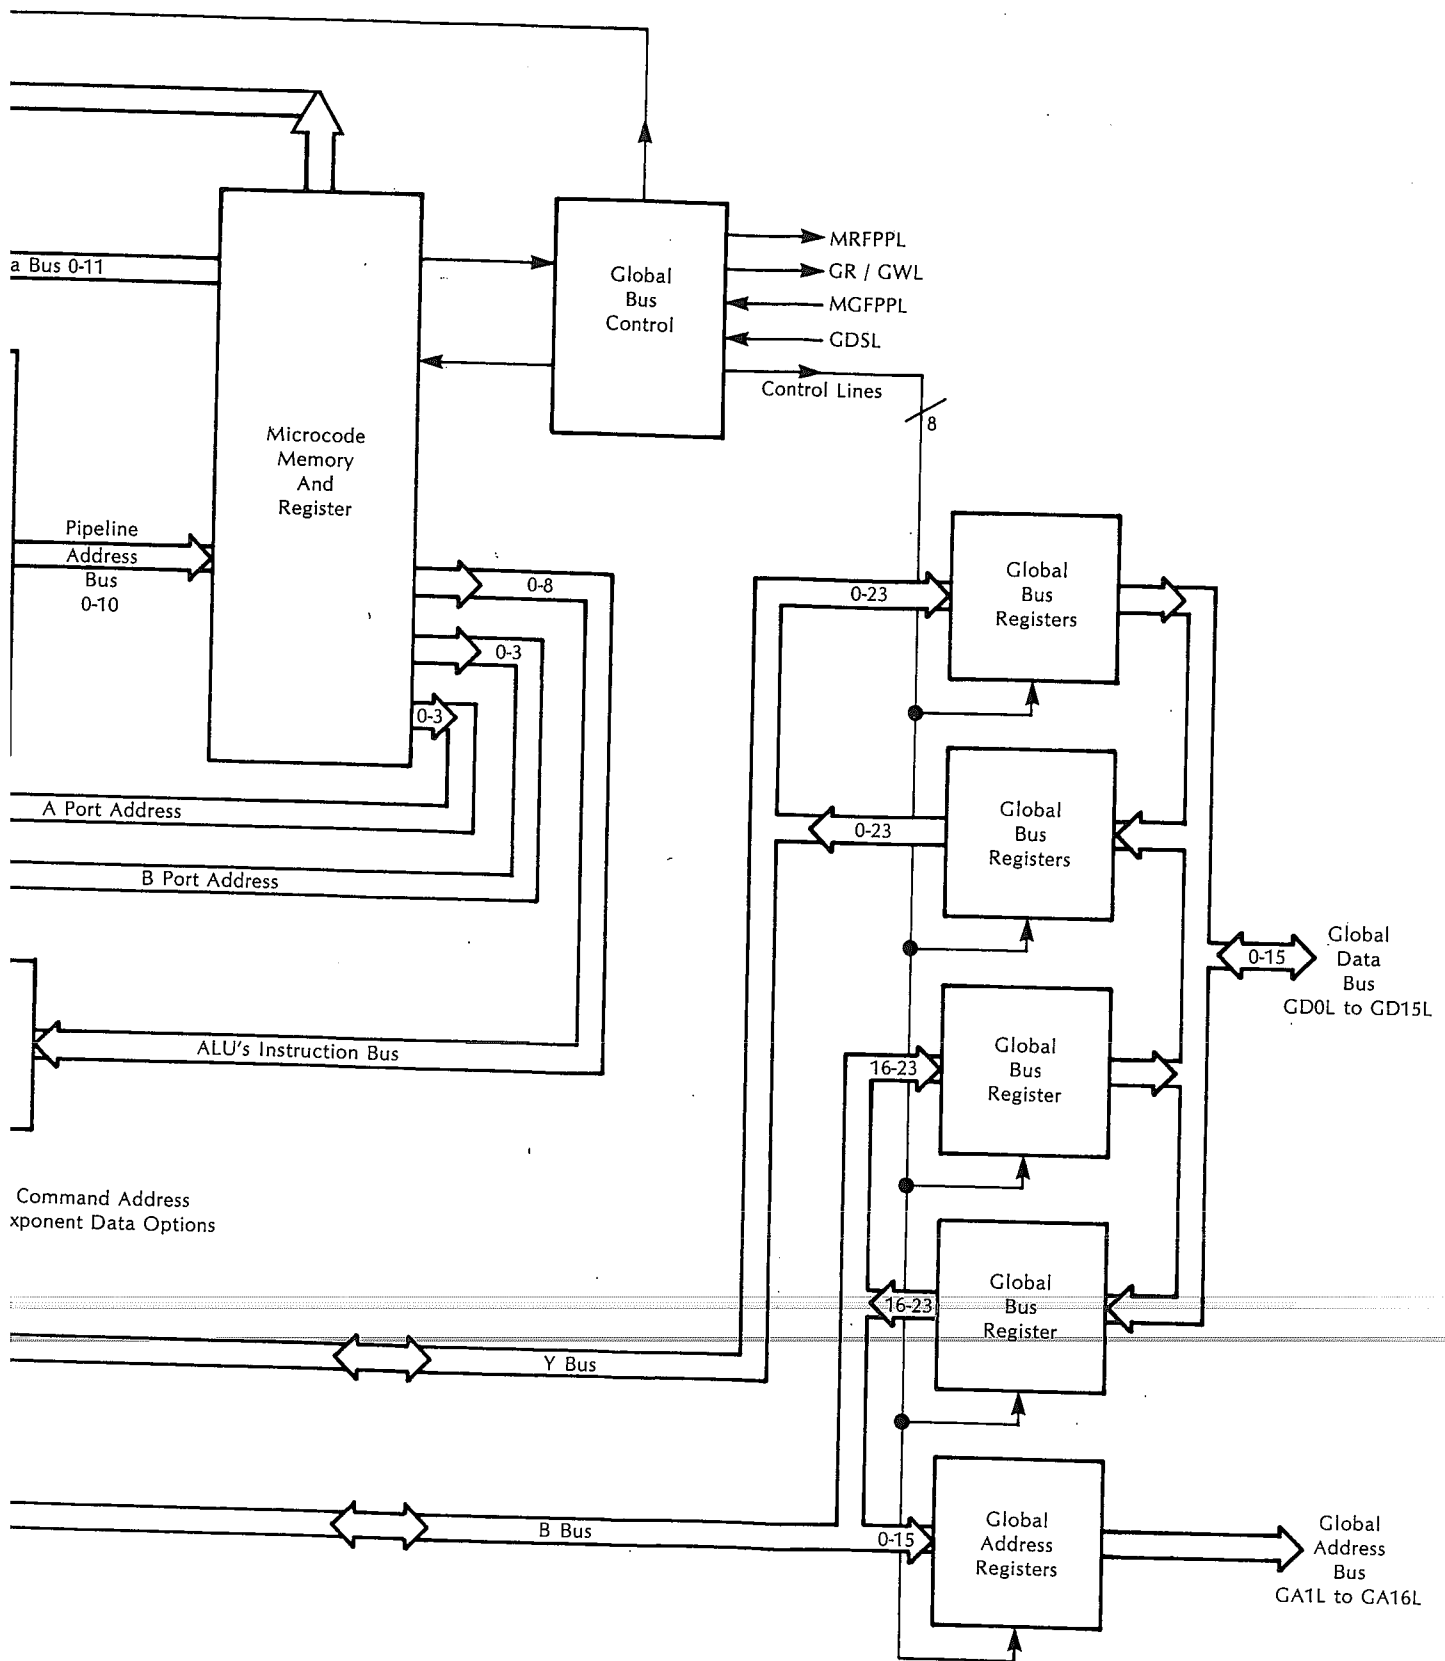 MRFPPL
a Bus 0-11
GR / GWL
Global
Bus
Control
MGFPPL
GDSL
Control Lines
8
Microcode
Memory
And
Register
Pipeline
Address
Bus
0-10
0-8
0-3
0-3
A Port Address
B Port Address
ALU's Instruction Bus
Command Address
xponent Data Options
0-23
Global
Bus
Registers
0-23
Global
Bus
Registers
0-15
Global
Data
Bus
GD0L to GD15L
16-23
Global
Bus
Register
16-23
Global
Bus
Register
Y Bus
B Bus
0-15
Global
Address
Registers
Global
Address
Bus
GA1L to GA16L